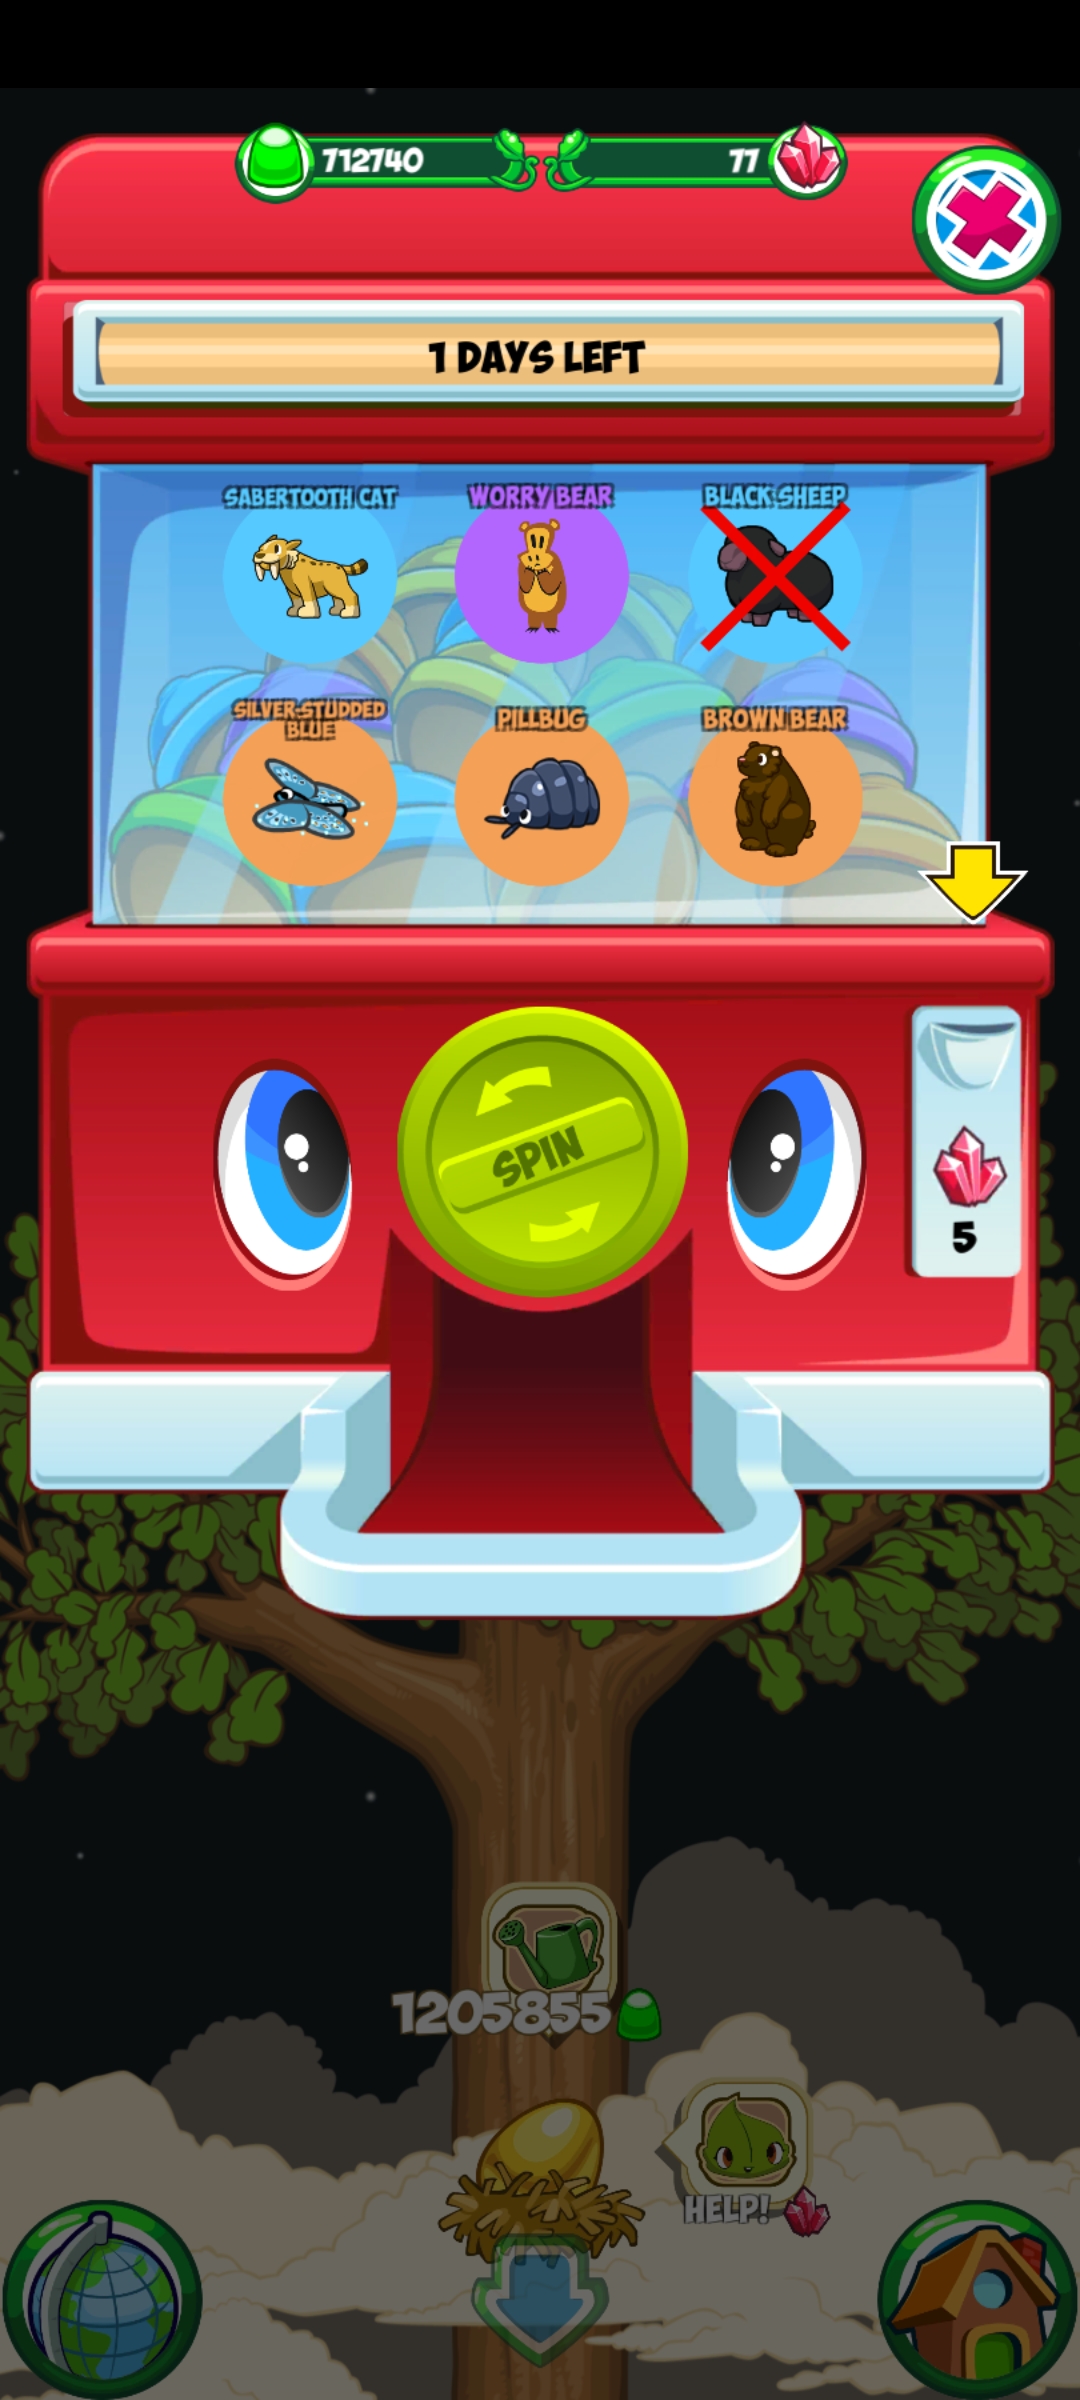 712740
77
1 DAYS LEFT
SABERTOOTH CAT
WORRY BEAR
BLACK SHEEP
SILVER-STUDDED
BLUE
PILLBUG
BROWN BEAR
SPIN
5
1205855
HELP!